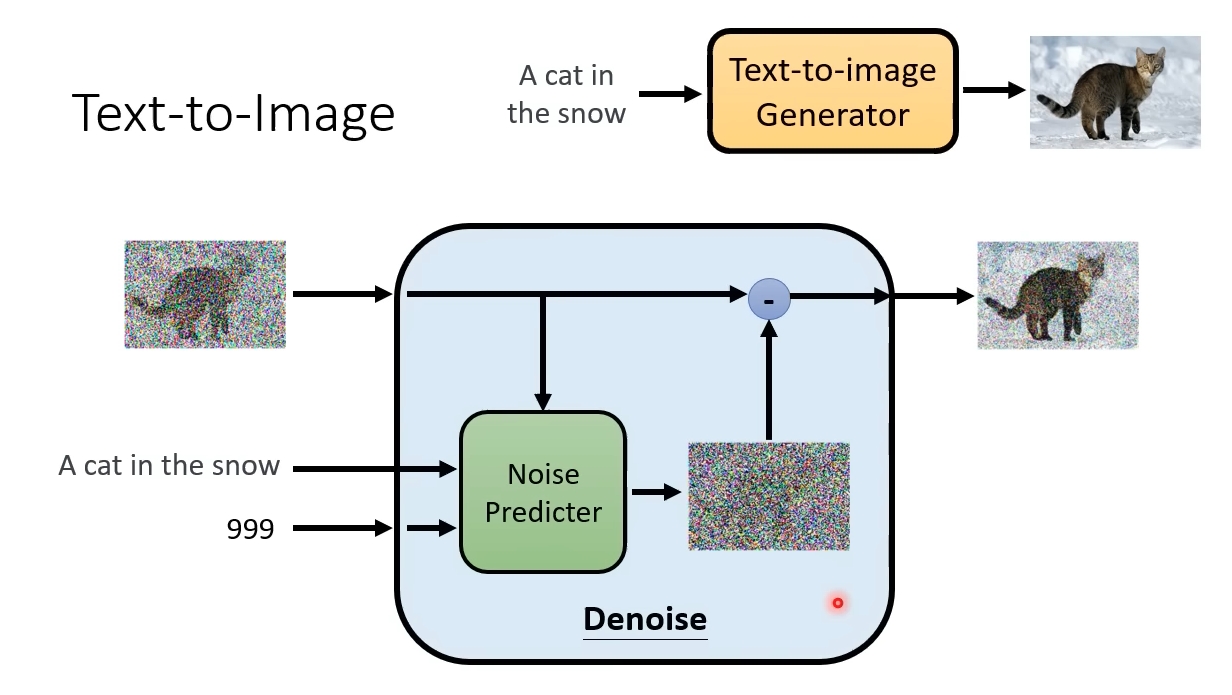 Text-to-Image
A cat in
the snow
Text-to-image
Generator
-
A cat in the snow
999
Noise
Predicter
Denoise